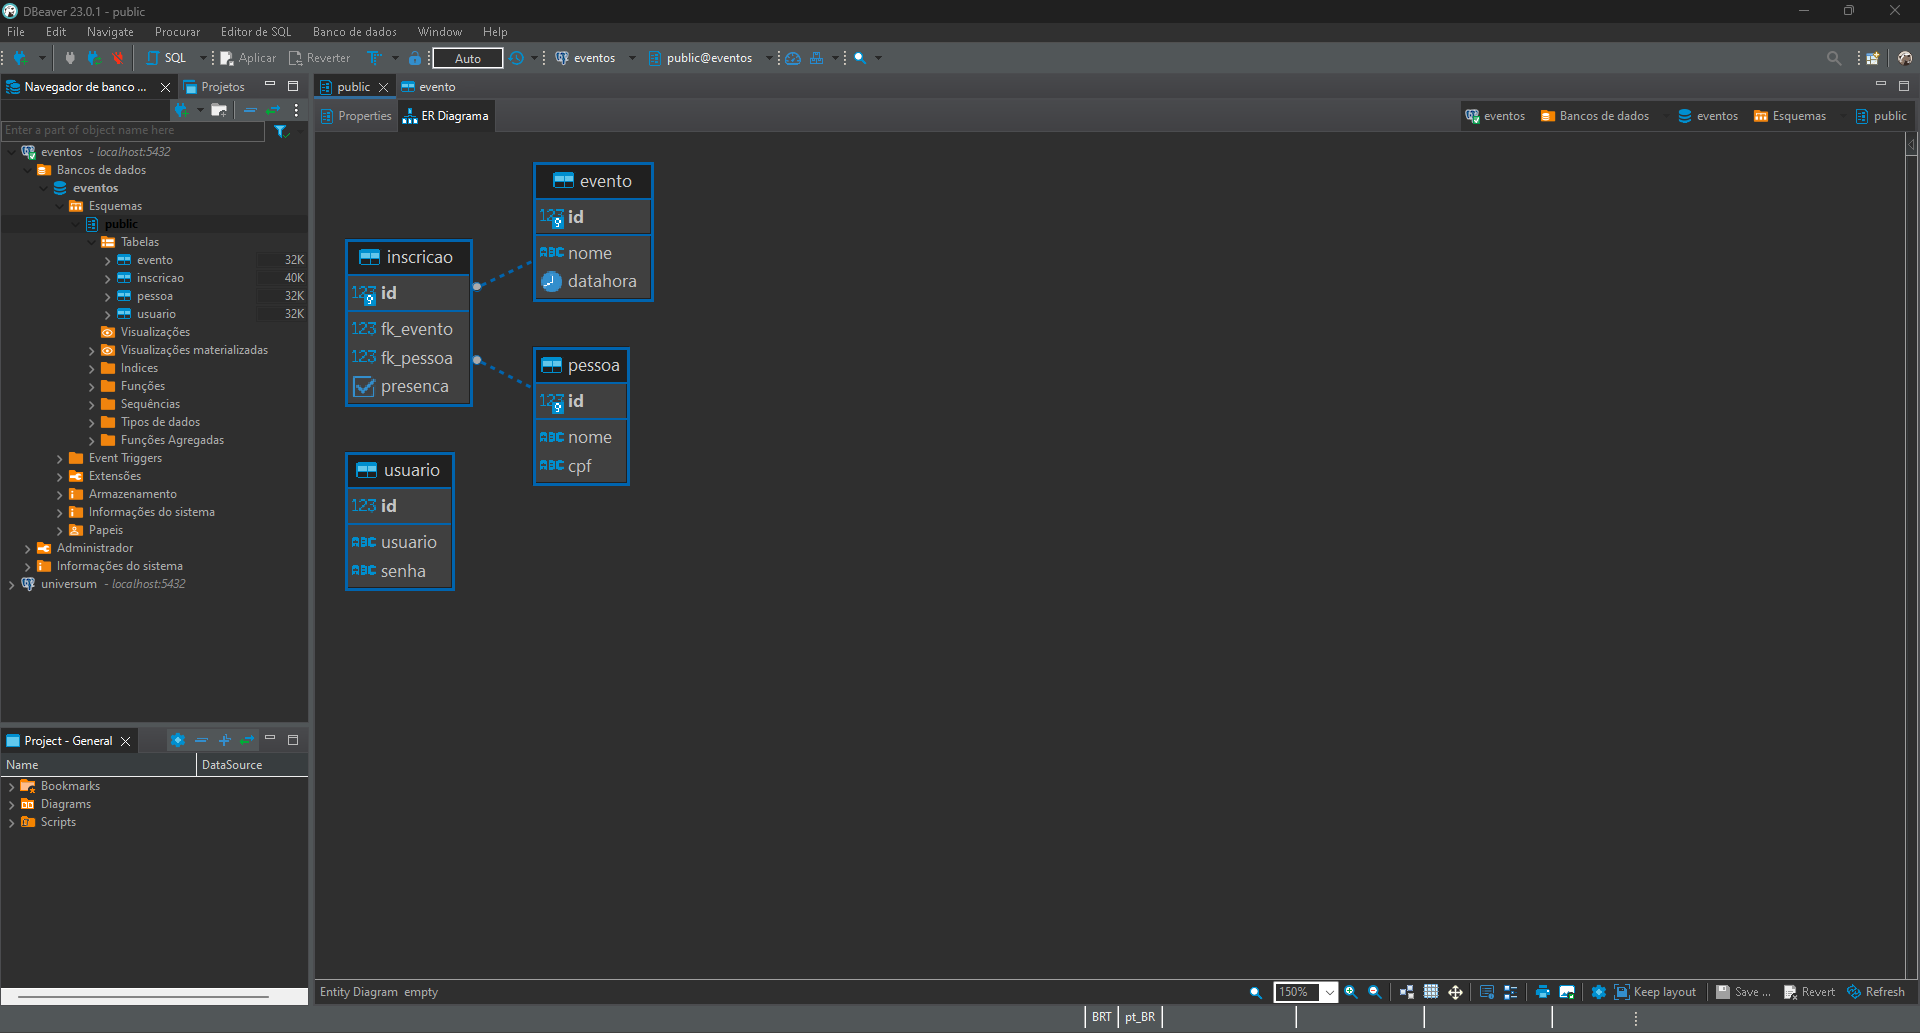 DBeaver 23.0.1 - public
File Edit Navigate Procurar Editor de SQL Banco de dados Window Help
SQL Aplicar Reverter Auto eventos public@eventos
Navegador de banco ... Projetos
Enter a part of object name here
eventos - localhost:5432
Bancos de dados
eventos
Esquemas
public
Tabelas
evento 32K
inscricao 40K
pessoa 32K
usuario 32K
Visualizações
Visualizações materializadas
Indices
Funções
Sequências
Tipos de dados
Funções Agregadas
Event Triggers
Extensões
Armazenamento
Informações do sistema
Papeis
Administrador
Informações do sistema
universum - localhost:5432
Project - General
Name DataSource
Bookmarks
Diagrams
Scripts
public evento
Properties ER Diagrama
eventos Bancos de dados eventos Esquemas public
evento
123 id
ABC nome
datahora
inscricao
123 id
123 fk_evento
123 fk_pessoa
presenca
pessoa
123 id
ABC nome
ABC cpf
usuario
123 id
ABC usuario
ABC senha
Entity Diagram empty
150% Keep layout Save ... Revert Refresh
BRT pt_BR